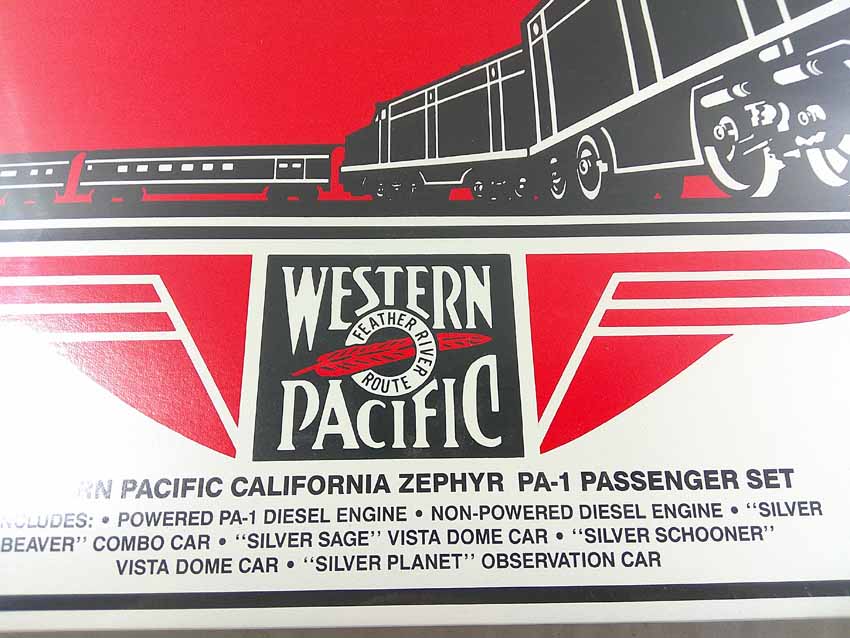 WESTERN
FEATHER RIVER
ROUTE
PACIFIC
RN PACIFIC CALIFORNIA ZEPHYR PA-1 PASSENGER SET
NCLUDES: • POWERED PA-1 DIESEL ENGINE • NON-POWERED DIESEL ENGINE • "SILVER
BEAVER" COMBO CAR • "SILVER SAGE" VISTA DOME CAR • "SILVER SCHOONER"
VISTA DOME CAR • "SILVER PLANET" OBSERVATION CAR